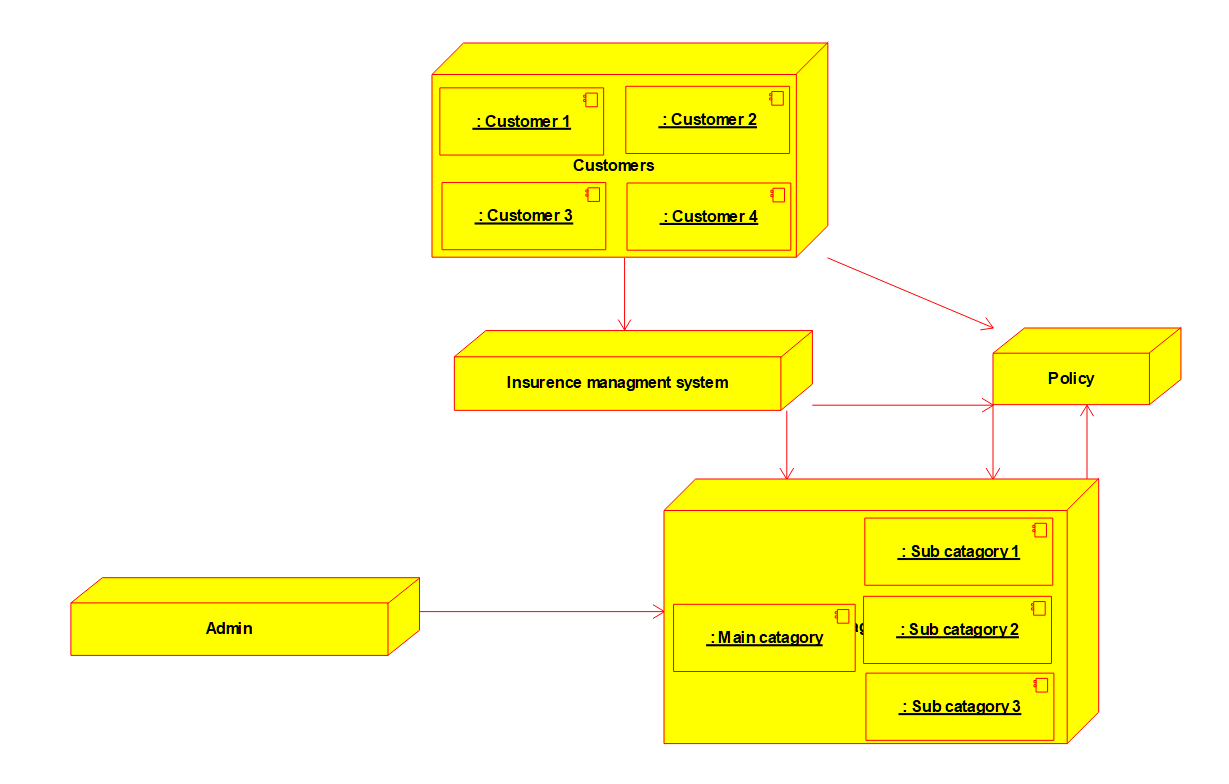 : Customer 1
: Customer 2
Customers
: Customer 3
: Customer 4
Insurence managment system
Policy
: Sub catagory 1
Admin
: Main catagory
: Sub catagory 2
: Sub catagory 3